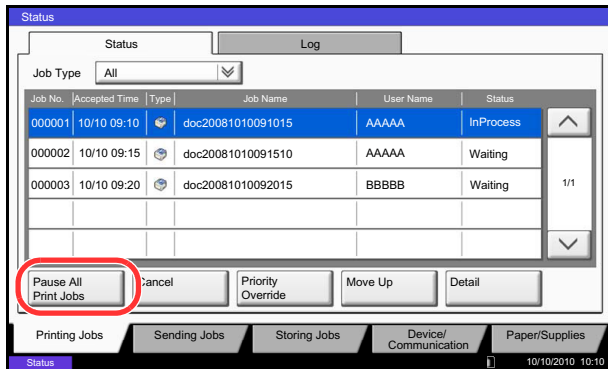 Status
Status Log
Job Type All
Job No. Accepted Time Type Job Name User Name Status
000001 10/10 09:10 doc20081010091015 AAAAA InProcess
000002 10/10 09:15 doc20081010091510 AAAAA Waiting
000003 10/10 09:20 doc20081010092015 BBBBB Waiting
1/1
Pause All
Print Jobs
Cancel
Priority
Override
Move Up
Detail
Printing Jobs
Sending Jobs
Storing Jobs
Device/
Communication
Paper/Supplies
Status 10/10/2010 10:10